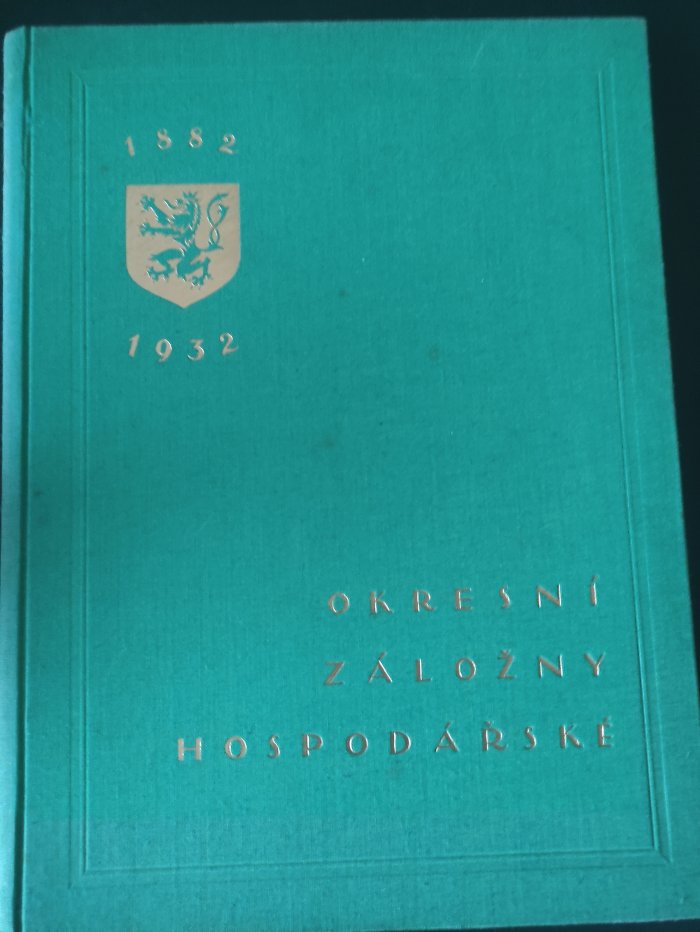 1882
1932
OKRESNÍ
ZÁLOŽNY
HOSPODÁŘSKÉ